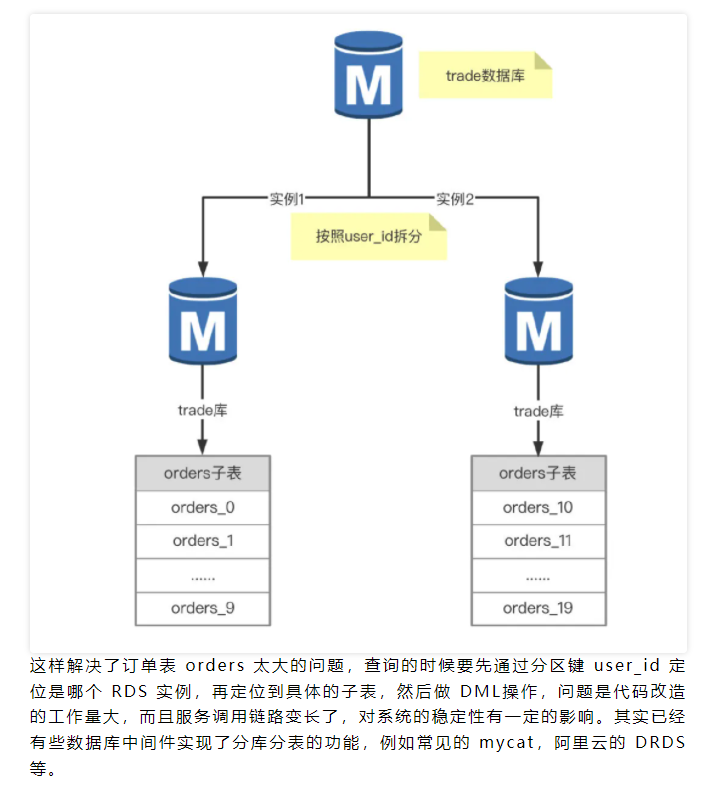 M
trade数据库
实例1
实例2
按照user_id拆分
M
M
trade库
trade库
orders子表
orders_0
orders_1
......
orders_9
orders子表
orders_10
orders_11
......
orders_19
这样解决了订单表 orders 太大的问题，查询的时候要先通过分区键 user_id 定
位是哪个 RDS 实例，再定位到具体的子表，然后做 DML操作，问题是代码改造
的工作量大，而且服务调用链路变长了，对系统的稳定性有一定的影响。其实已经
有些数据库中间件实现了分库分表的功能，例如常见的 mycat，阿里云的 DRDS
等。